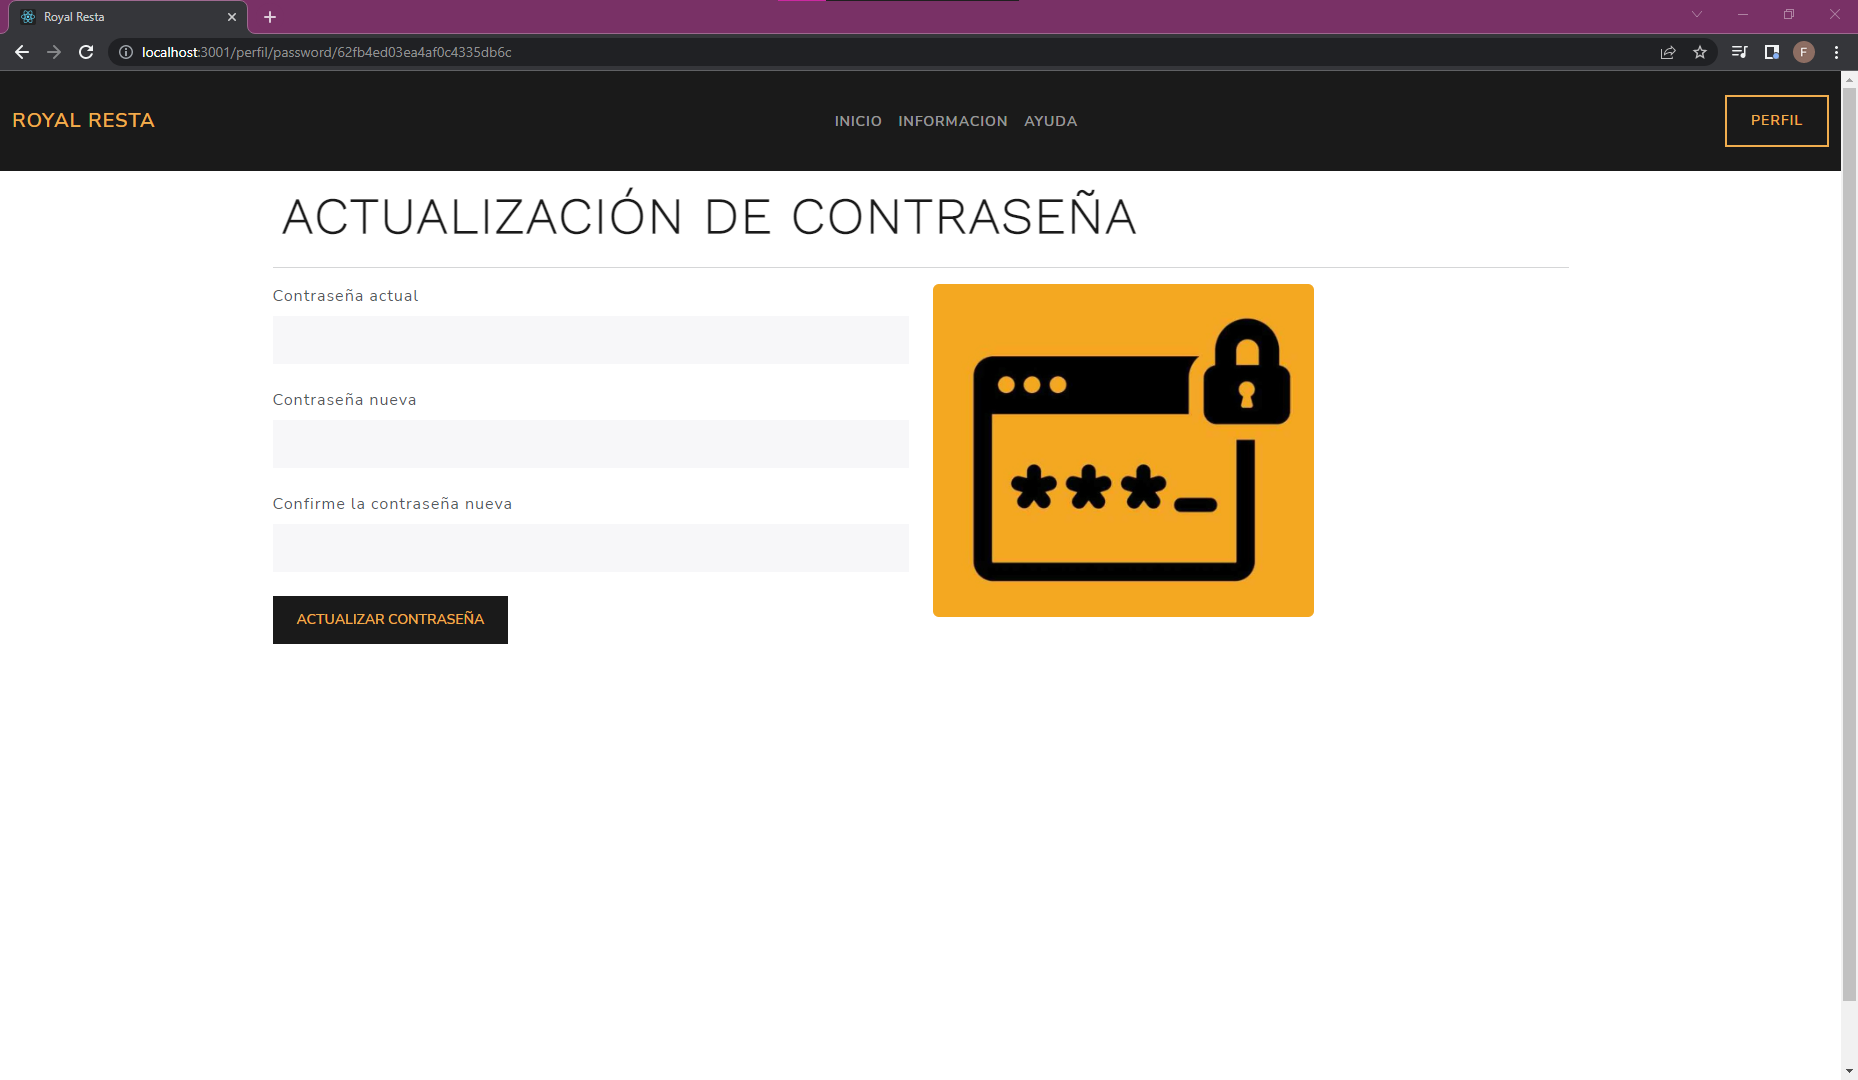 Royal Resta
localhost:3001/perfil/password/62fb4ed03ea4af0c4335db6c
F
ROYAL RESTA
INICIO INFORMACION AYUDA
PERFIL
ACTUALIZACIÓN DE CONTRASEÑA
Contraseña actual
Contraseña nueva
***_
Confirme la contraseña nueva
ACTUALIZAR CONTRASEÑA